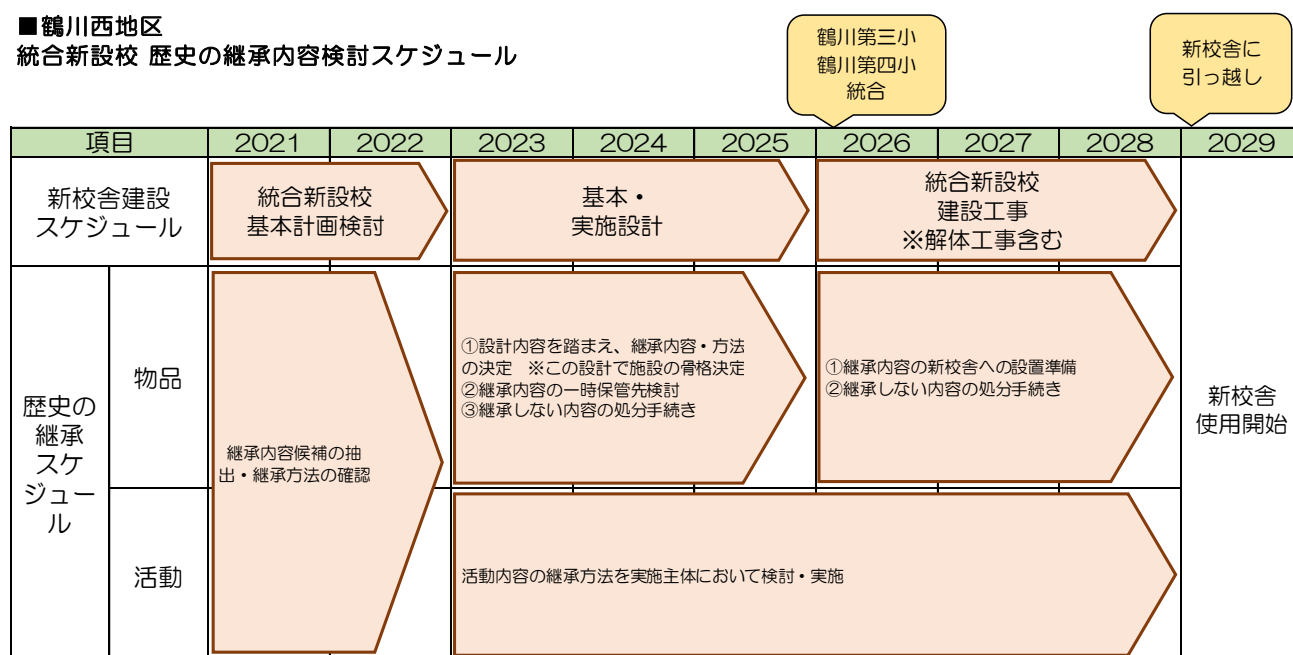 ■鶴川西地区
統合新設校 歴史の継承内容検討スケジュール
鶴川第三小
鶴川第四小
統合
新校舎に
引っ越し
項目
2021
2022
2023
2024
2025
2026
2027
2028
2029
新校舎建設
スケジュール
統合新設校
基本計画検討
基本・
実施設計
統合新設校
建設工事
※解体工事含む
歴史の
継承
スケ
ジュー
ル
物品
継承内容候補の抽
出・継承方法の確認
①設計内容を踏まえ、継承内容・方法
の決定　※この設計で施設の骨格決定
②継承内容の一時保管先検討
③継承しない内容の処分手続き
①継承内容の新校舎への設置準備
②継承しない内容の処分手続き
新校舎
使用開始
活動
活動内容の継承方法を実施主体において検討・実施